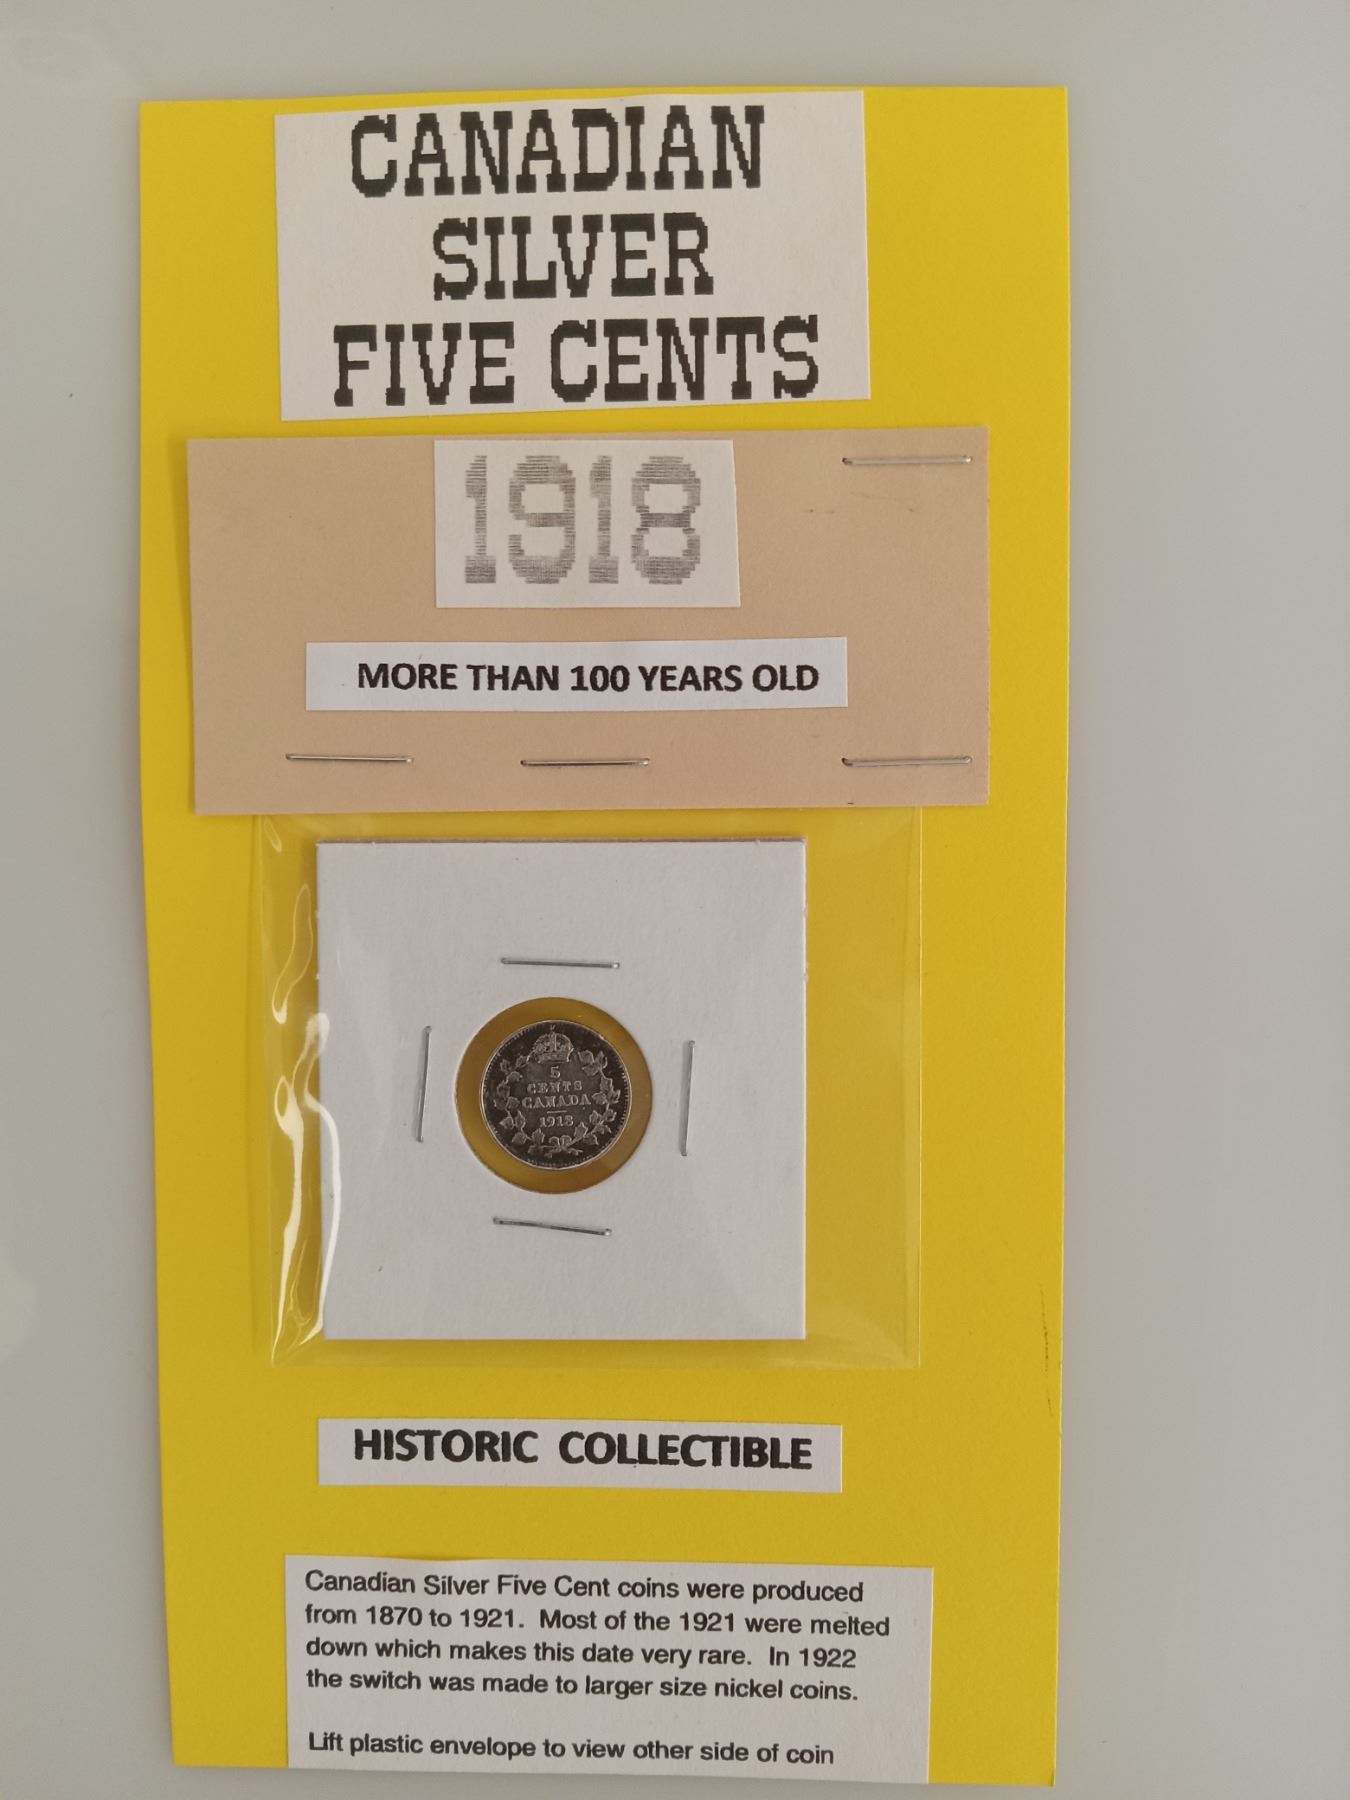 CANADIAN
SILVER
FIVE CENTS
1918
MORE THAN 100 YEARS OLD
5
CENTS
CANADA
1918
HISTORIC COLLECTIBLE
Canadian Silver Five Cent coins were produced
from 1870 to 1921. Most of the 1921 were melted
down which makes this date very rare. In 1922
the switch was made to larger size nickel coins.
Lift plastic envelope to view other side of coin